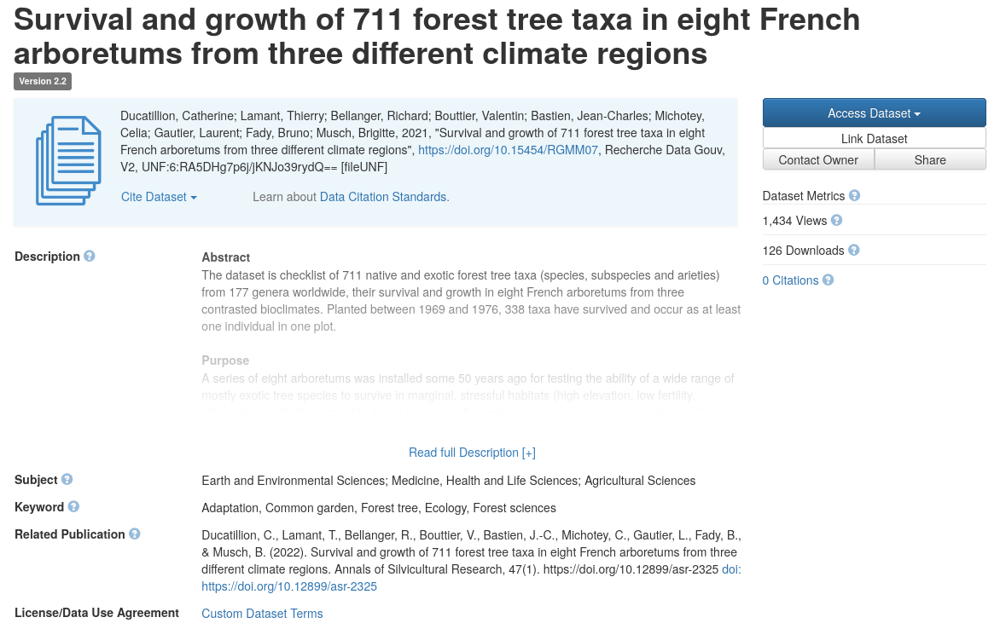 Survival and growth of 711 forest tree taxa in eight French
arboretums from three different climate regions
Version 2.2
Ducatillion, Catherine; Lamant, Thierry; Bellanger, Richard; Bouttier, Valentin; Bastien, Jean-Charles; Michotey,
Celia; Gautier, Laurent; Fady, Bruno; Musch, Brigitte, 2021, "Survival and growth of 711 forest tree taxa in eight
French arboretums from three different climate regions", https://doi.org/10.15454/RGMM07, Recherche Data Gouv,
V2, UNF:6:RA5DHg7p6j/jKNJo39rydQ== [fileUNF]
Cite Dataset
Learn about Data Citation Standards.
Access Dataset
Link Dataset
Contact Owner
Share
Dataset Metrics
1,434 Views
126 Downloads
0 Citations
Description
Abstract
The dataset is checklist of 711 native and exotic forest tree taxa (species, subspecies and arieties)
from 177 genera worldwide, their survival and growth in eight French arboretums from three
contrasted bioclimates. Planted between 1969 and 1976, 338 taxa have survived and occur as at least
one individual in one plot.
Purpose
A series of eight arboretums was installed some 50 years ago for testing the ability of a wide range of
mostly exotic tree species to survive in marginal, stressful habitats (high elevation, low fertility,
Read full Description [+]
Subject
Earth and Environmental Sciences; Medicine, Health and Life Sciences; Agricultural Sciences
Keyword
Adaptation, Common garden, Forest tree, Ecology, Forest sciences
Related Publication
Ducatillion, C., Lamant, T., Bellanger, R., Bouttier, V., Bastien, J.-C., Michotey, C., Gautier, L., Fady, B.,
& Musch, B. (2022). Survival and growth of 711 forest tree taxa in eight French arboretums from three
different climate regions. Annals of Silvicultural Research, 47(1). https://doi.org/10.12899/asr-2325 doi:
https://doi.org/10.12899/asr-2325
License/Data Use Agreement
Custom Dataset Terms